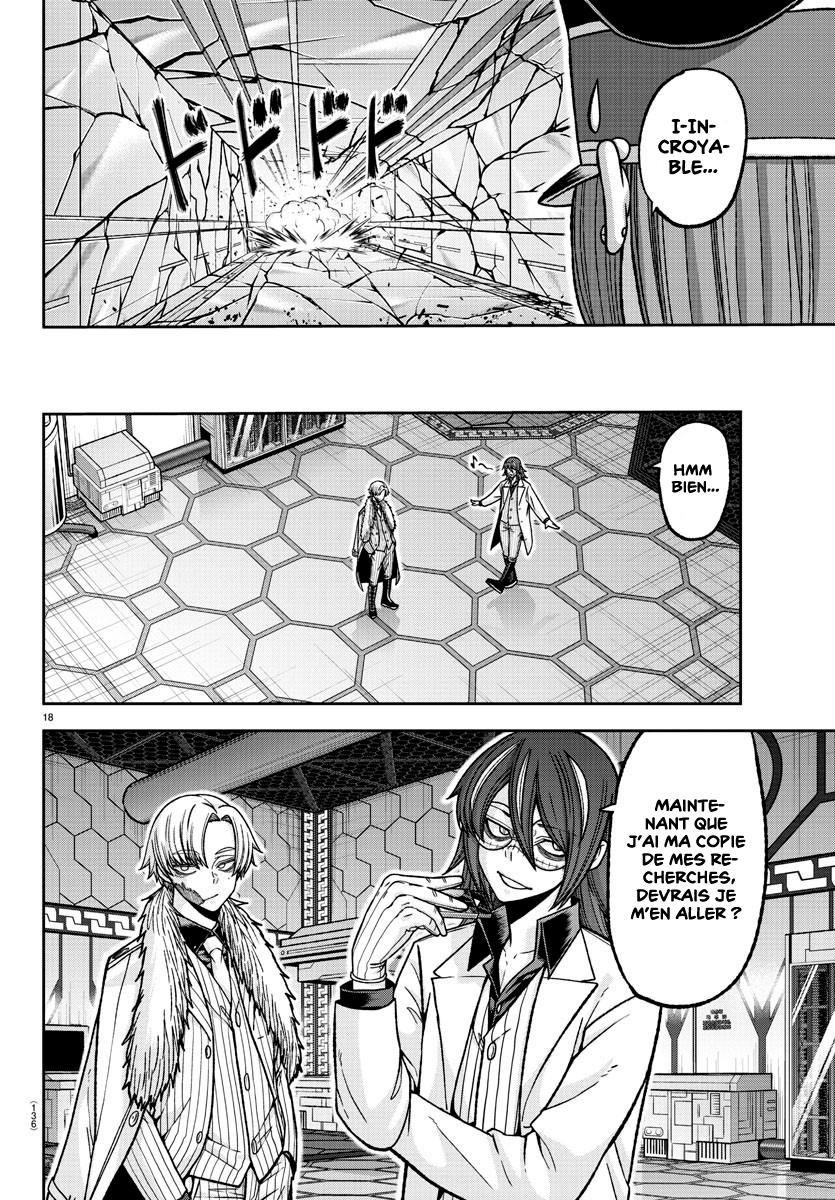 I-IN-
CROYA-
BLE...
ドドドド
HMM
BIEN...
18
MAINTE-
NANT QUE
J'AI MA COPIE
DE MES RE-
CHERCHES,
DEVRAIS JE
M'EN ALLER ?
(136)